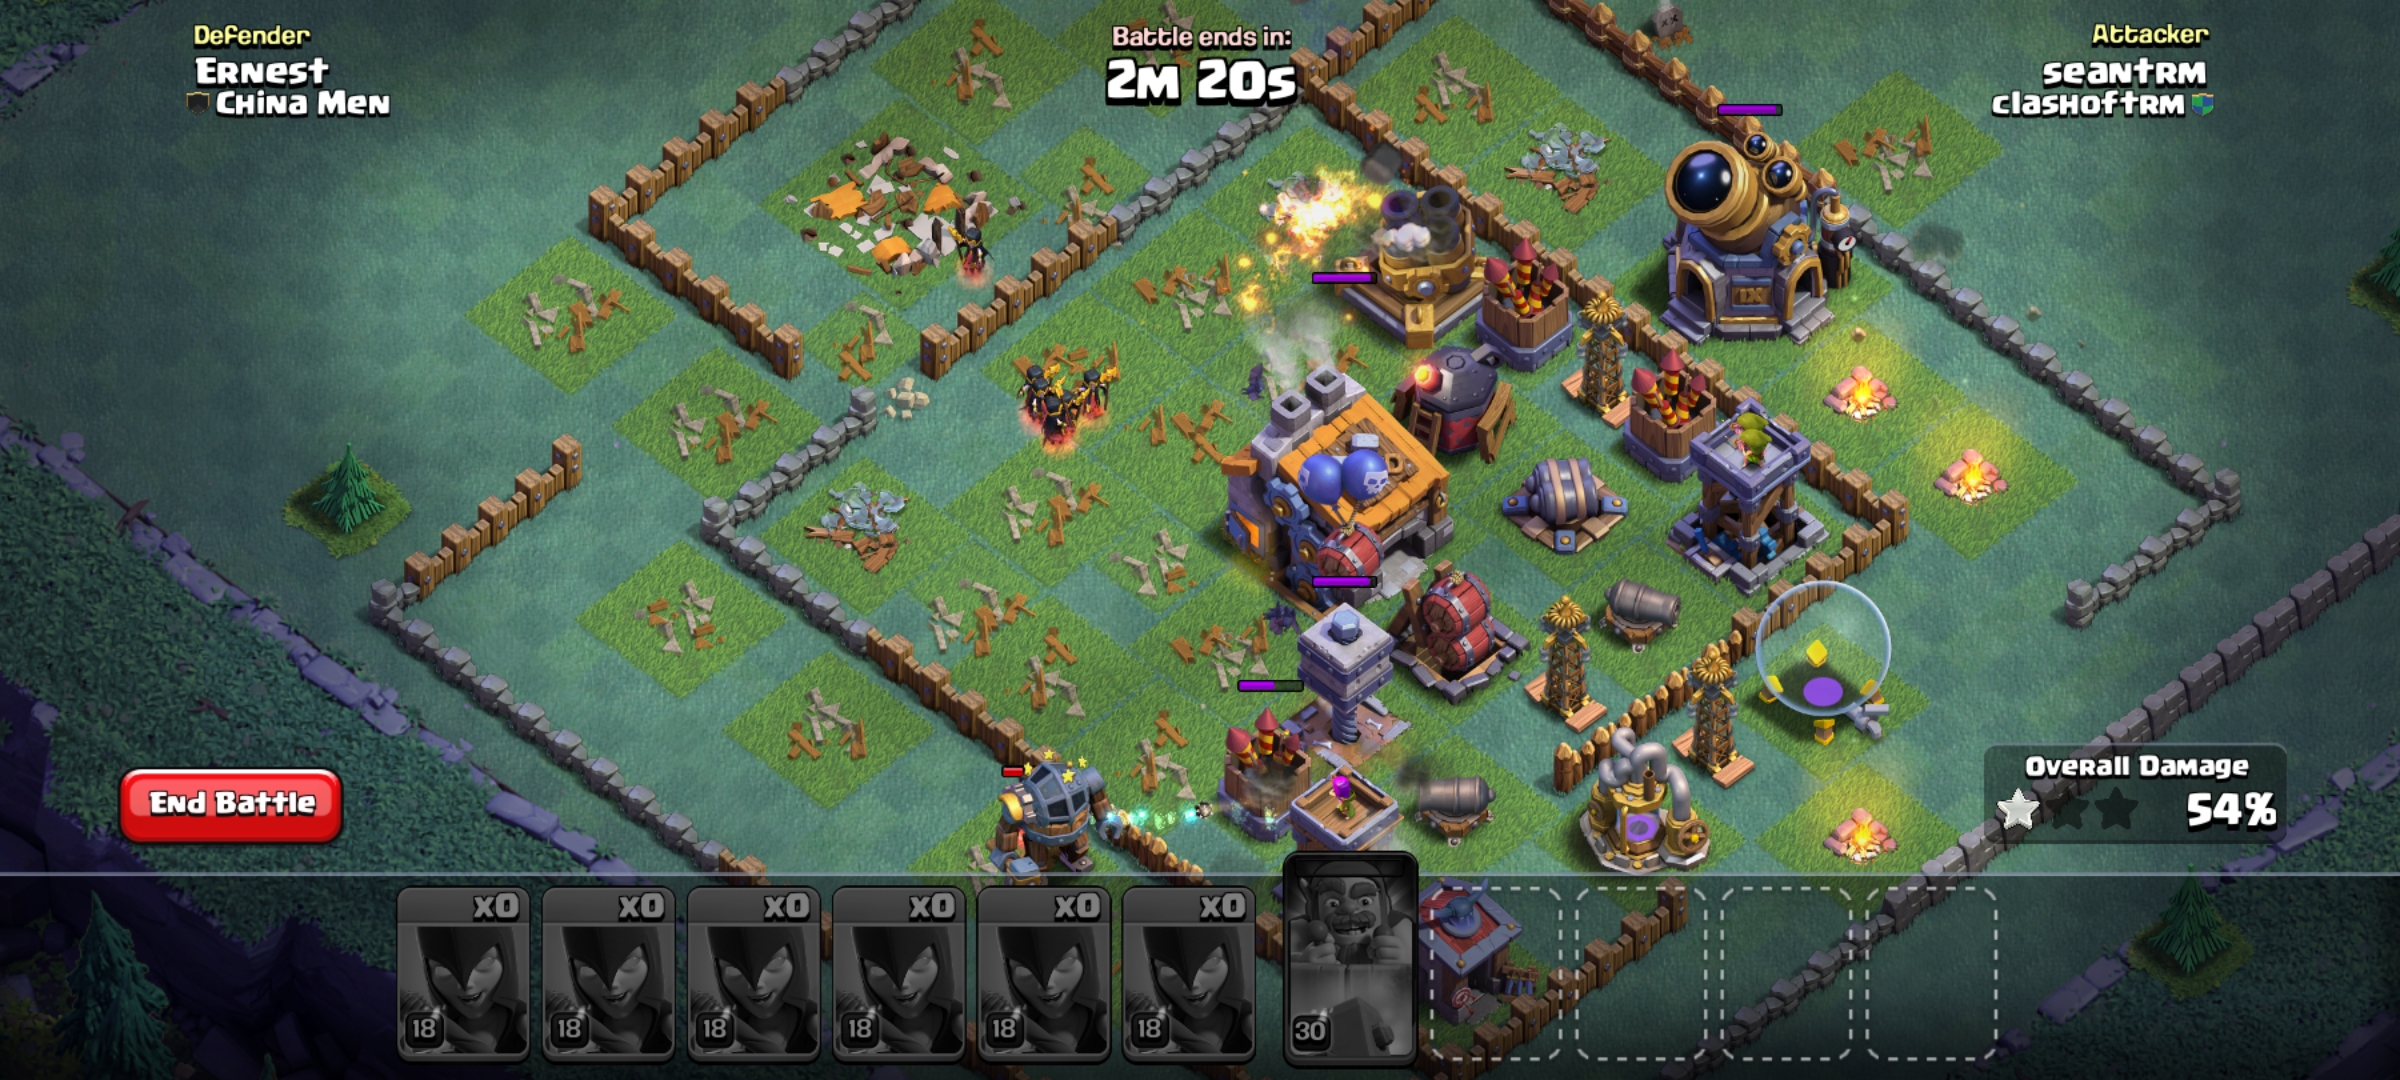 Defender
Ernest
China Men
Battle ends in:
2m 20s
Attacker
seantrm
clashoftrm
IX
End Battle
Overall Damage
54%
x0
x0
x0
x0
x0
x0
18
18
18
18
18
18
30